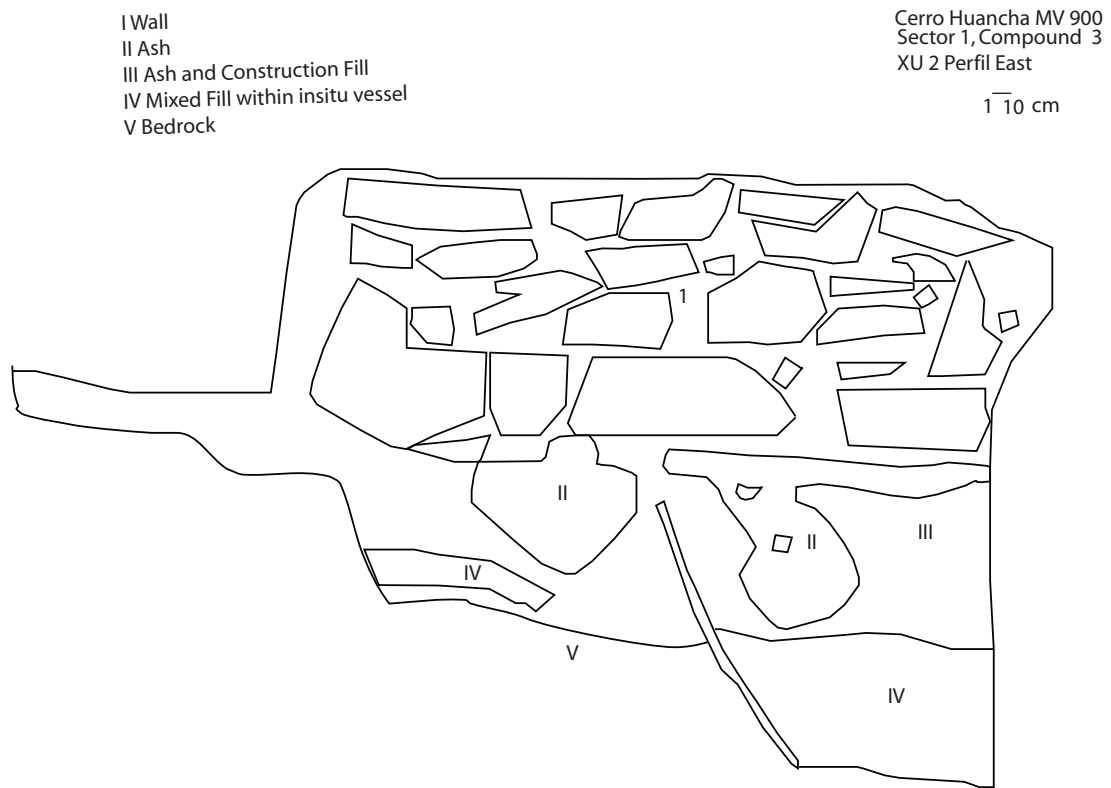 I Wall
II Ash
III Ash and Construction Fill
IV Mixed Fill within insitu vessel
V Bedrock
Cerro Huancha MV 900
Sector 1, Compound 3
XU 2 Perfil East
1 10 cm
1
II
II
III
IV
V
IV